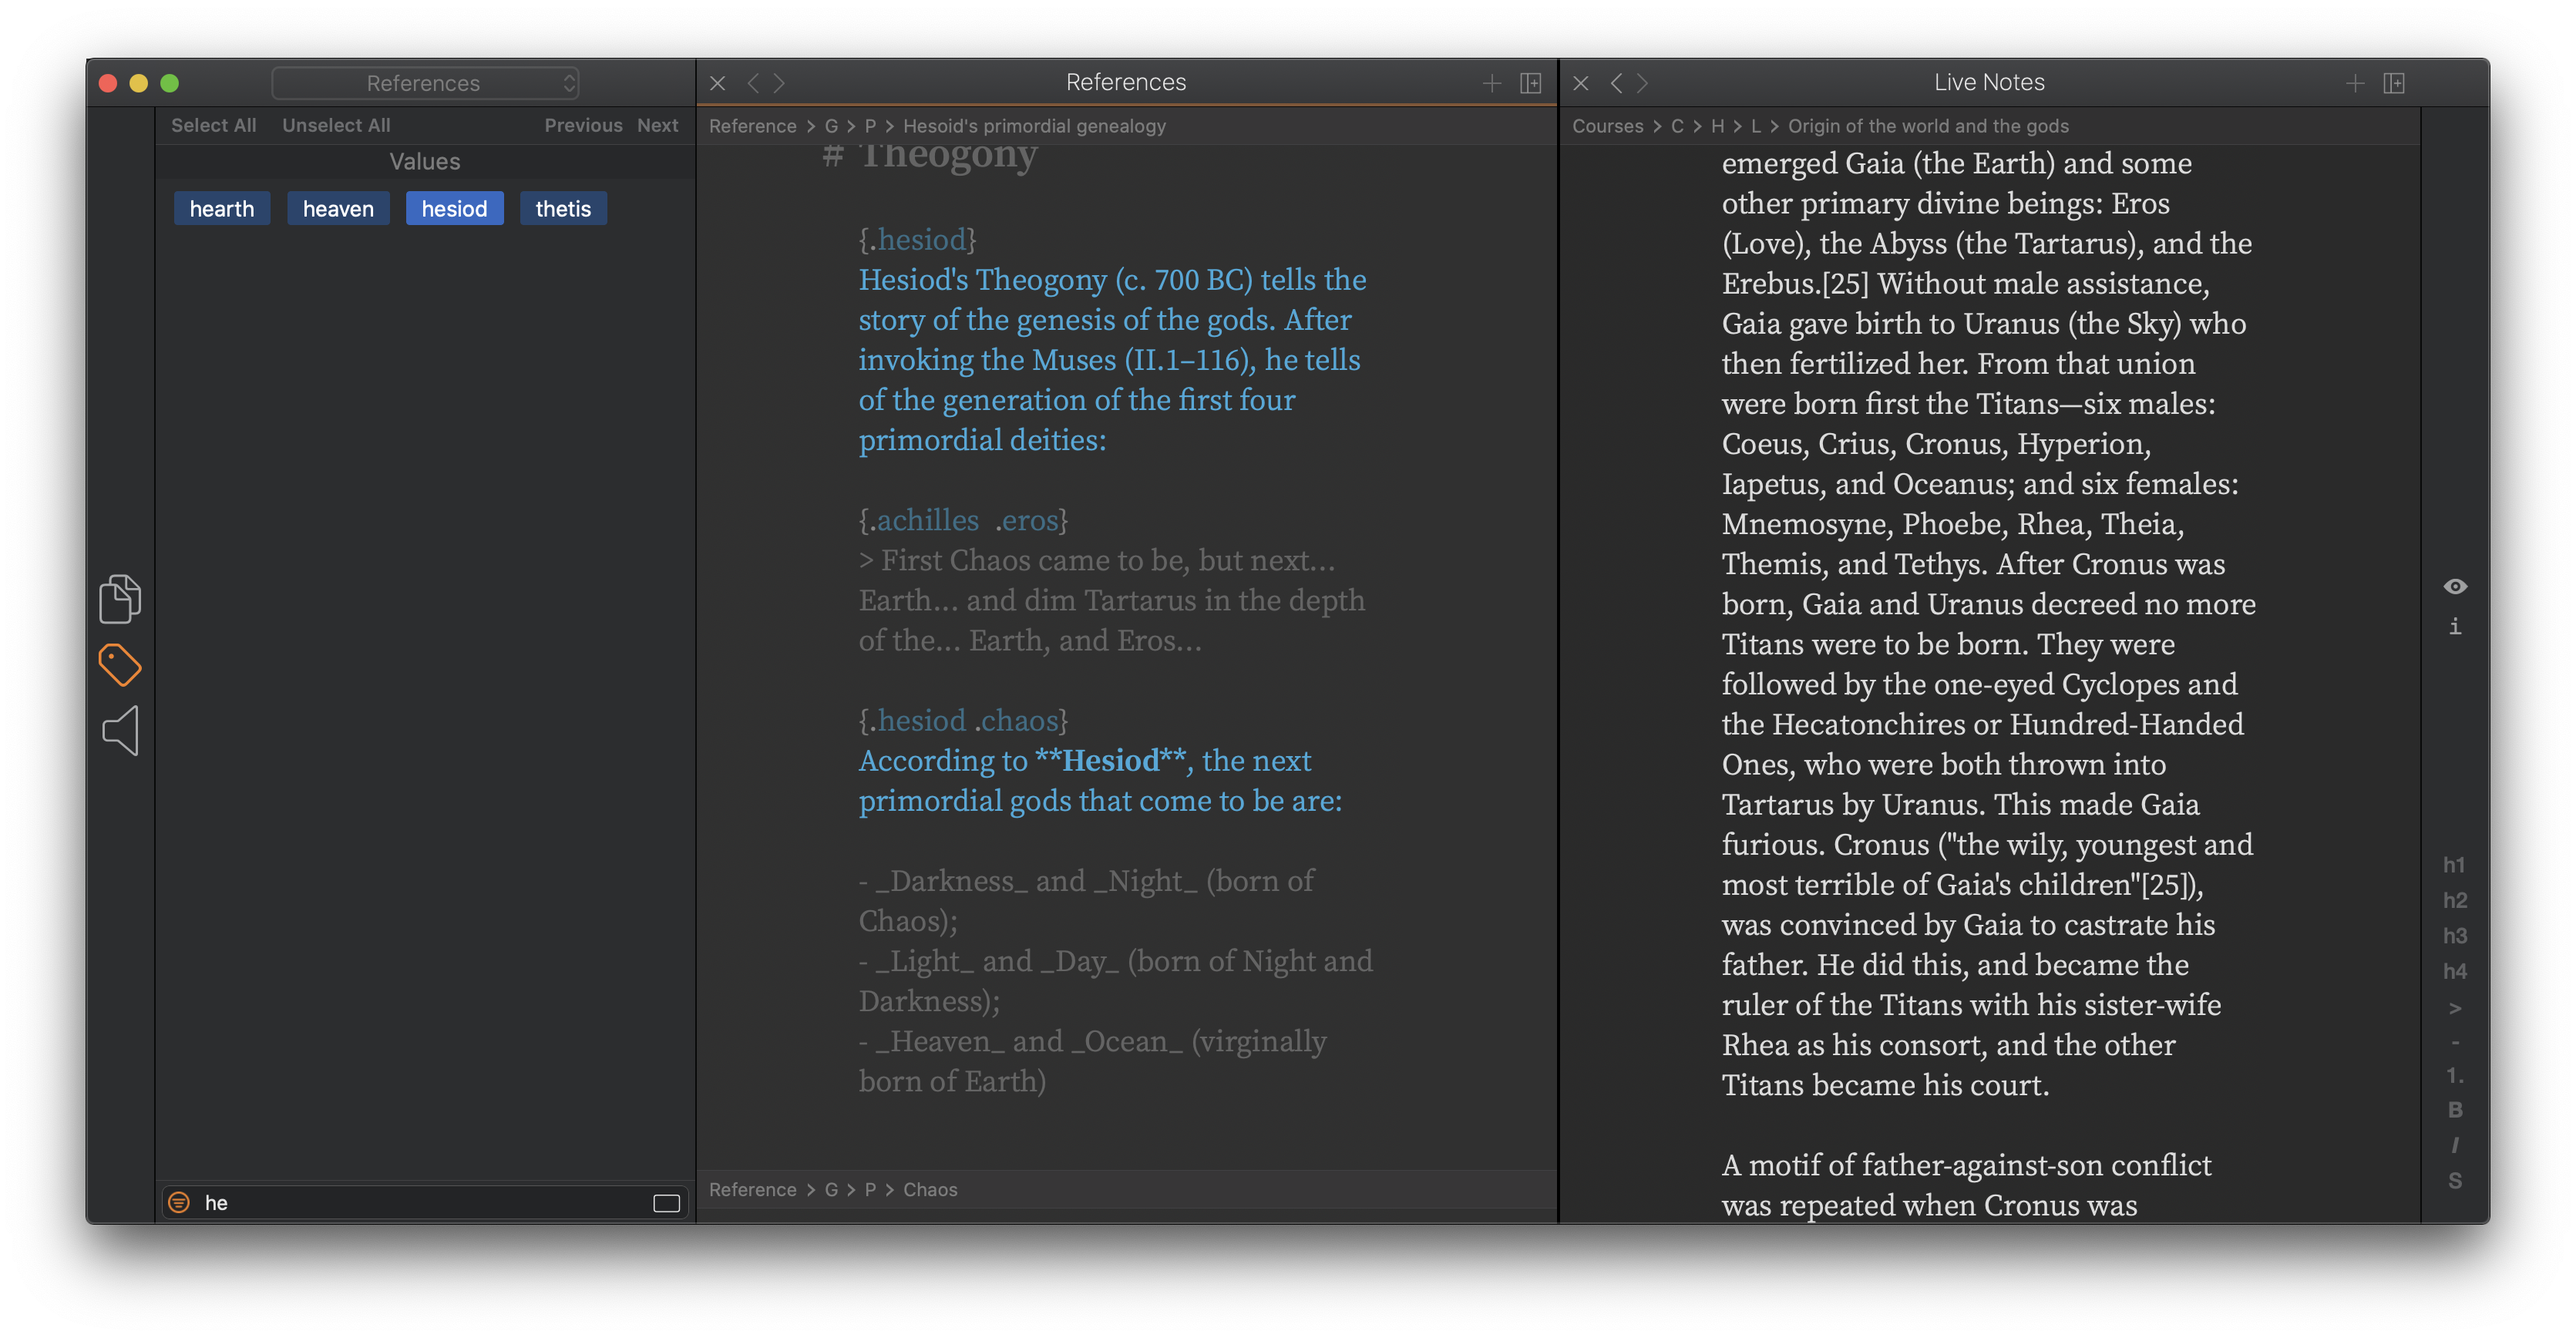 References
Select All Unselect All Previous Next
Values
hearth heaven hesiod thetis
he
References
Reference > G > P > Hesoid's primordial genealogy
# Theogony
{.hesiod}
Hesiod's Theogony (c. 700 BC) tells the
story of the genesis of the gods. After
invoking the Muses (II.1–116), he tells
of the generation of the first four
primordial deities:
{.achilles .eros}
> First Chaos came to be, but next...
Earth... and dim Tartarus in the depth
of the... Earth, and Eros...
{.hesiod .chaos}
According to **Hesiod**, the next
primordial gods that come to be are:
- _Darkness_ and _Night_ (born of
Chaos);
- _Light_ and _Day_ (born of Night and
Darkness);
- _Heaven_ and _Ocean_ (virginally
born of Earth)
Reference > G > P > Chaos
Live Notes
Courses > C > H > L > Origin of the world and the gods
emerged Gaia (the Earth) and some
other primary divine beings: Eros
(Love), the Abyss (the Tartarus), and the
Erebus.[25] Without male assistance,
Gaia gave birth to Uranus (the Sky) who
then fertilized her. From that union
were born first the Titans—six males:
Coeus, Crius, Cronus, Hyperion,
Iapetus, and Oceanus; and six females:
Mnemosyne, Phoebe, Rhea, Theia,
Themis, and Tethys. After Cronus was
born, Gaia and Uranus decreed no more
Titans were to be born. They were
followed by the one-eyed Cyclopes and
the Hecatonchires or Hundred-Handed
Ones, who were both thrown into
Tartarus by Uranus. This made Gaia
furious. Cronus ("the wily, youngest and
most terrible of Gaia's children"[25]),
was convinced by Gaia to castrate his
father. He did this, and became the
ruler of the Titans with his sister-wife
Rhea as his consort, and the other
Titans became his court.
A motif of father-against-son conflict
was repeated when Cronus was
i
h1
h2
h3
h4
>
-
1.
B
I
S